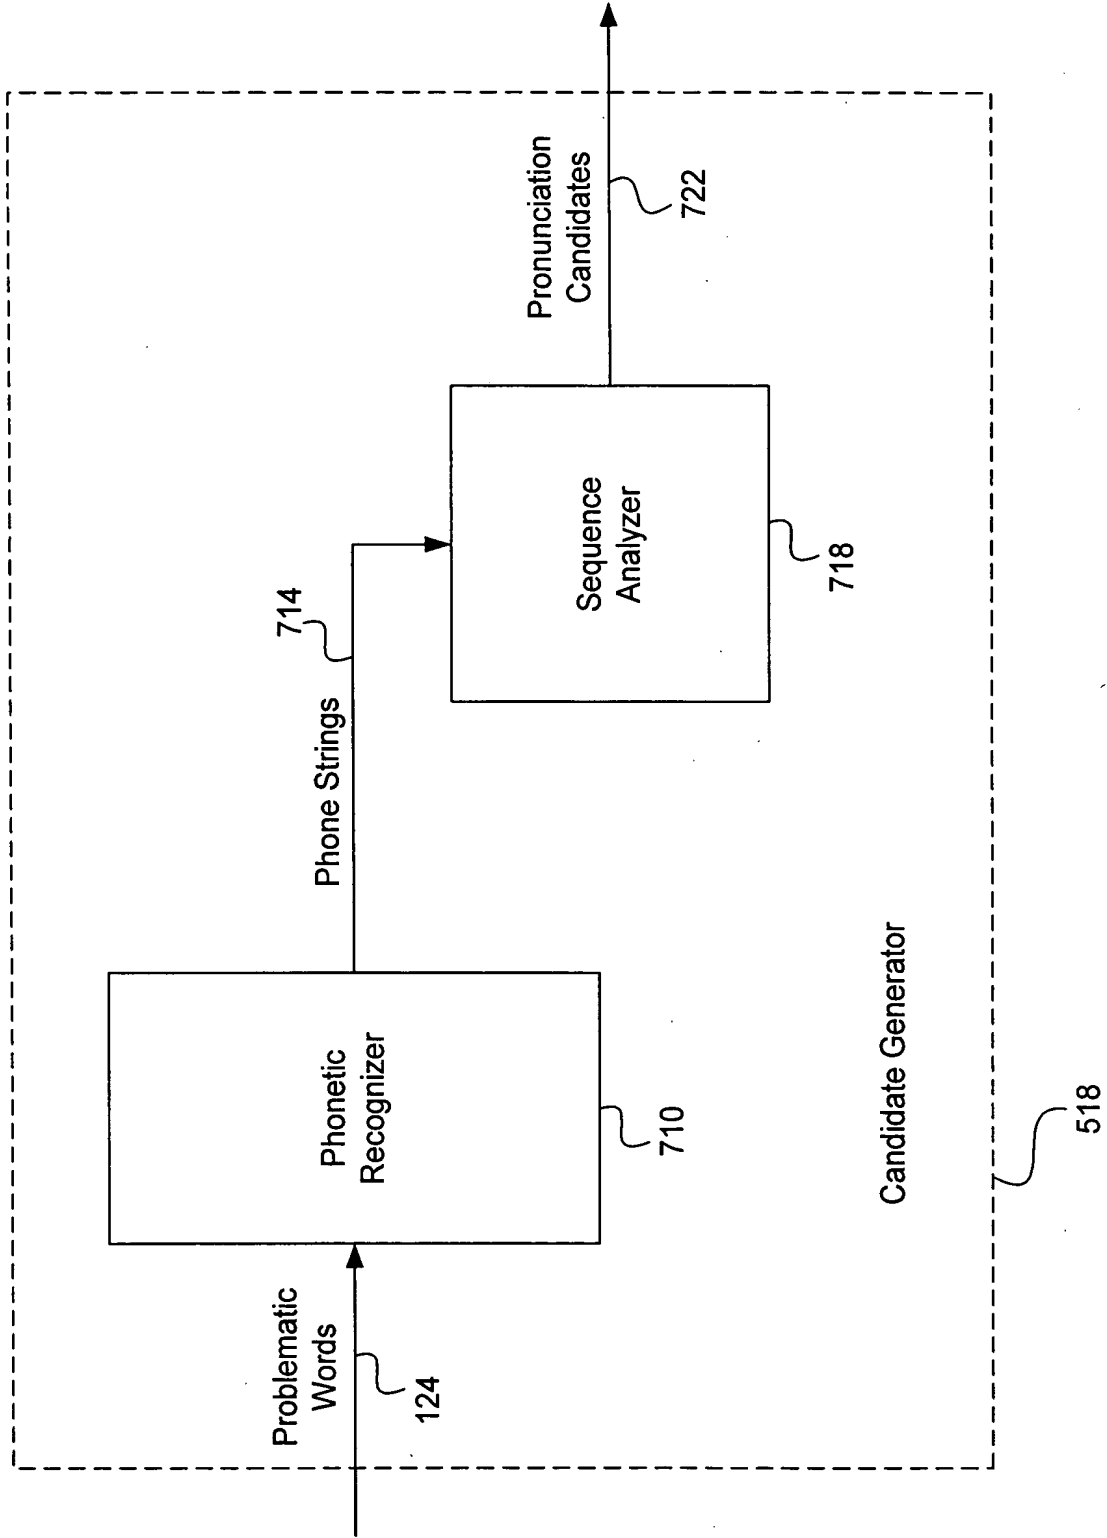 Problematic
Words
124
Phonetic
Recognizer
710
Phone Strings
714
Sequence
Analyzer
718
Pronunciation
Candidates
722
Candidate Generator
518